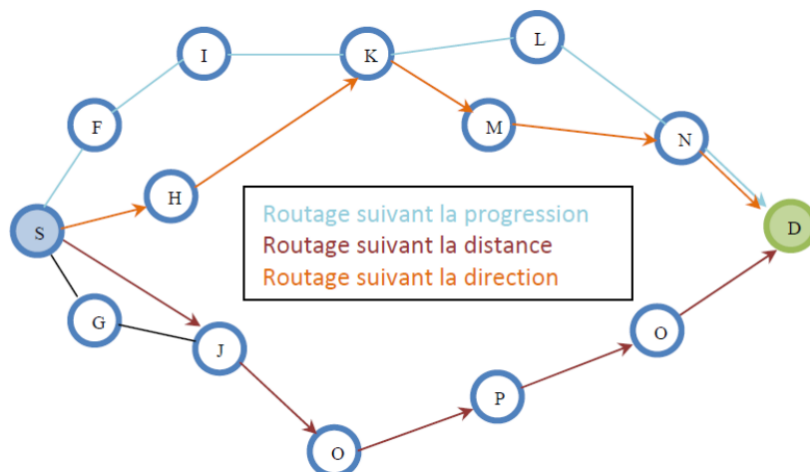 L
I
K
F
M
N
H
Routage suivant la progression
Routage suivant la distance
Routage suivant la direction
S
D
G
J
O
P
O